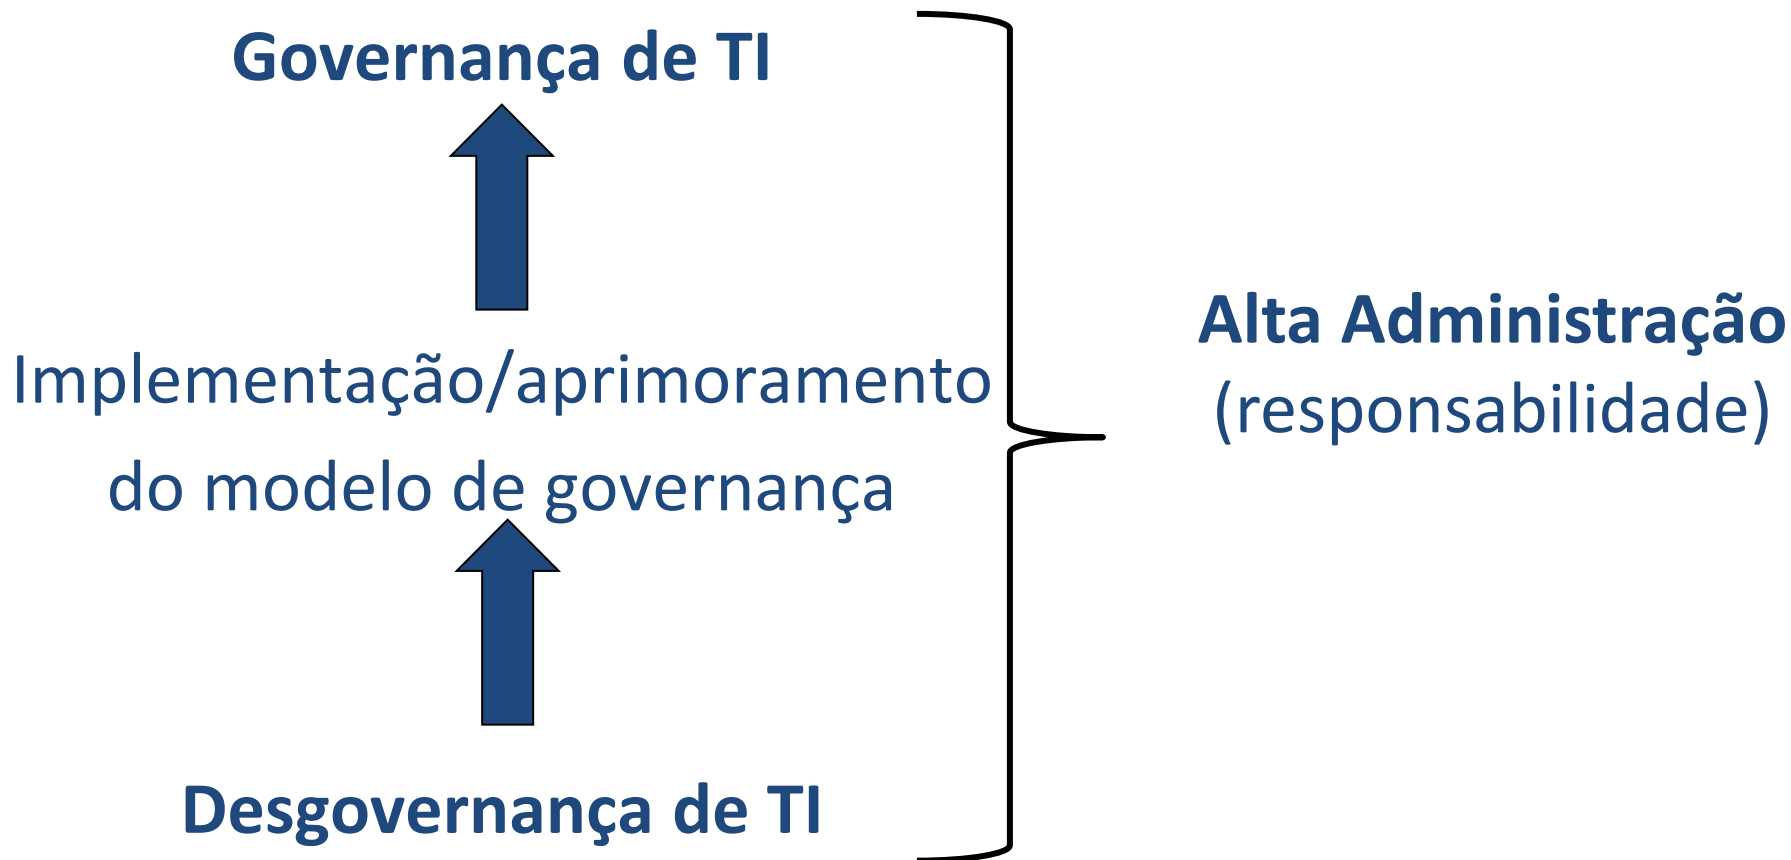 Governança de TI
Implementação/aprimoramento
do modelo de governança
Desgovernança de TI
Alta Administração
(responsabilidade)